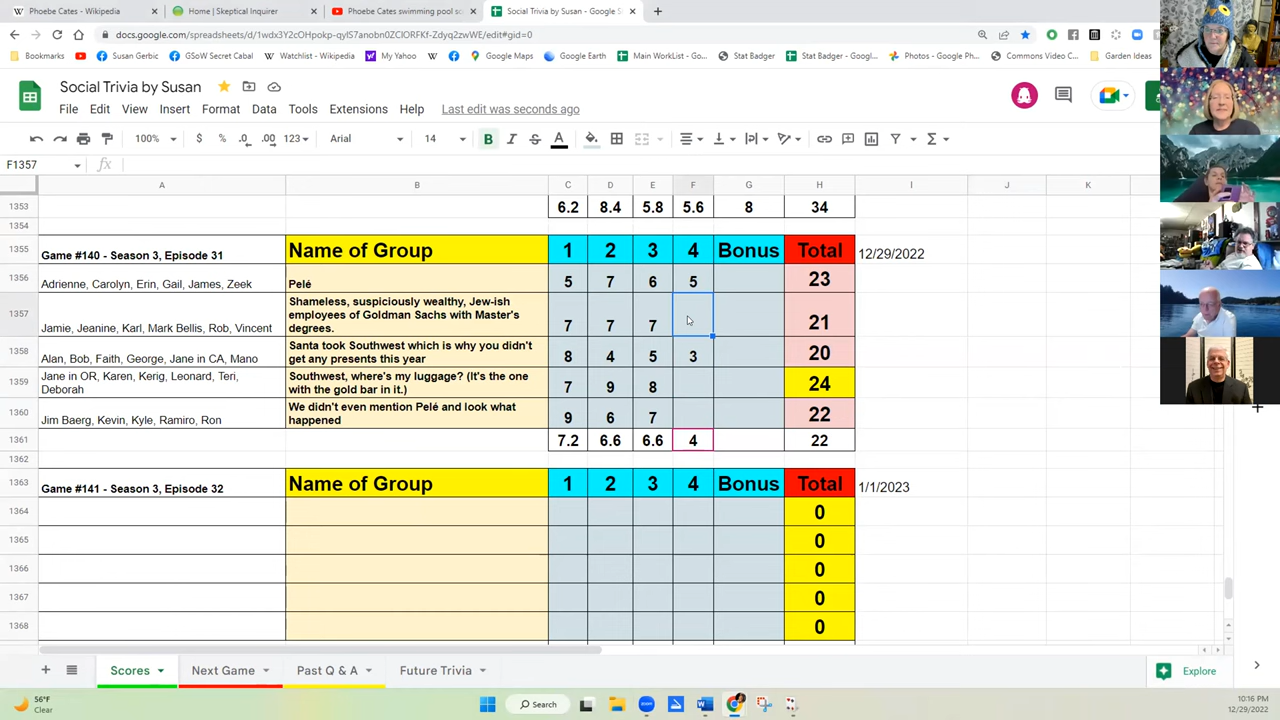 Phoebe Cates - Wikipedia
Home | Skeptical Inquirer
Phoebe Cates swimming pool sc
Social Trivia by Susan - Google S
Bookmarks
Susan Gerbic
GSoW Secret Cabal
Watchlist - Wikipedia
My Yahoo
Google Maps
Google Earth
Main WorkList - Go...
Stat Badger
Stat Badger - Googl...
Photos - Google Ph...
Commons Video C...
Garden Ideas
Social Trivia by Susan
File Edit View Insert Format Data Tools Extensions Help Last edit was seconds ago
100% $ % .0 .00 123 Arial 14 B I S A
F1357 fx
A B C D E F G H I J K
1353 6.2 8.4 5.8 5.6 8 34
1354
1355 Game #140 - Season 3, Episode 31 Name of Group 1 2 3 4 Bonus Total 12/29/2022
1356 Adrienne, Carolyn, Erin, Gail, James, Zeek Pelé 5 7 6 5 23
Shameless, suspiciously wealthy, Jew-ish
employees of Goldman Sachs with Master's
degrees.
1357 Jamie, Jeanine, Karl, Mark Bellis, Rob, Vincent 7 7 7 21
Santa took Southwest which is why you didn't
get any presents this year
1358 Alan, Bob, Faith, George, Jane in CA, Mano 8 4 5 3 20
Jane in OR, Karen, Kerig, Leonard, Teri,
Deborah
Southwest, where's my luggage? (It's the one
with the gold bar in it.)
1359 7 9 8 24
We didn't even mention Pelé and look what
happened
1360 Jim Baerg, Kevin, Kyle, Ramiro, Ron 9 6 7 22
1361 7.2 6.6 6.6 4 22
1362
1363 Game #141 - Season 3, Episode 32 Name of Group 1 2 3 4 Bonus Total 1/1/2023
1364 0
1365 0
1366 0
1367 0
1368 0
Scores Next Game Past Q & A Future Trivia Explore
56°F
Clear
Search
10:16 PM
12/29/2022